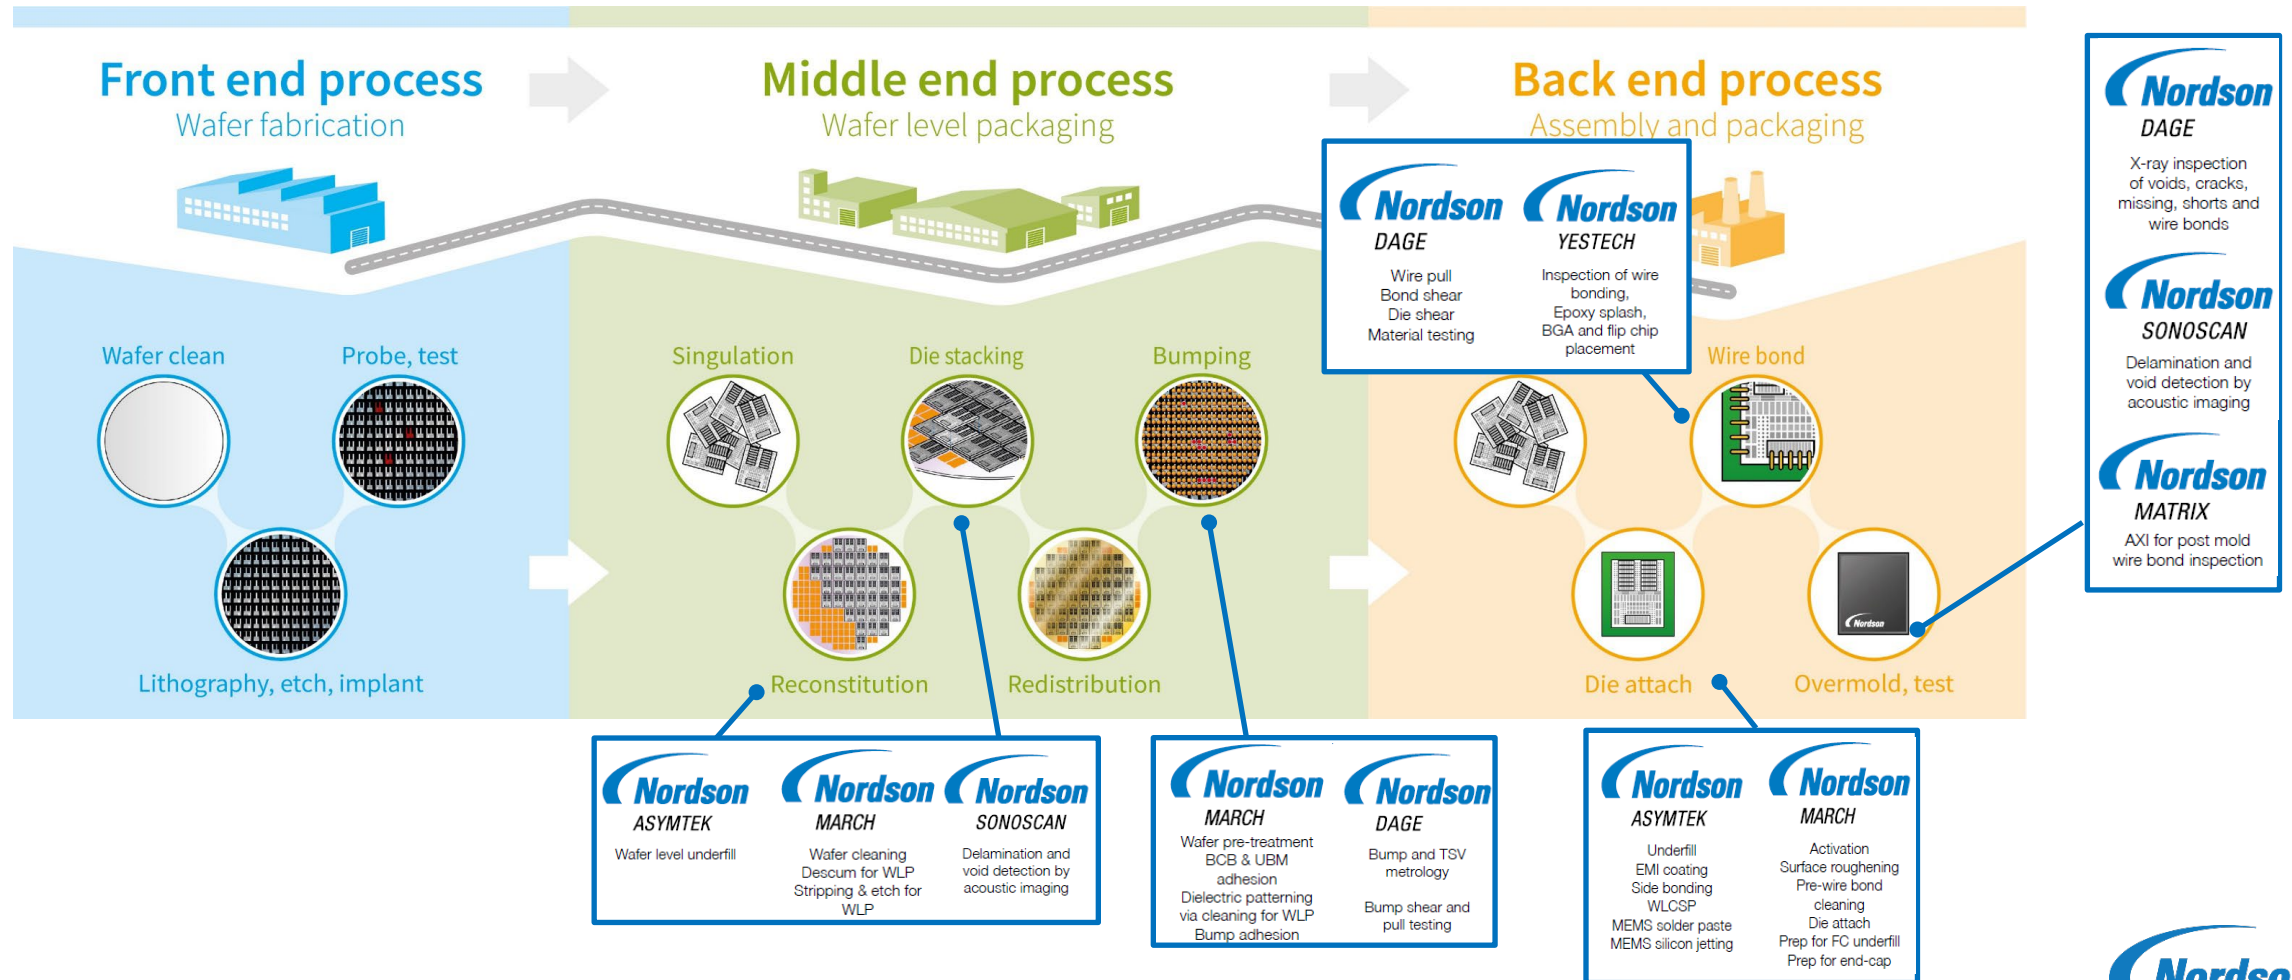 Front end process
Wafer fabrication
Middle end process
Wafer level packaging
Back end process
Assembly and packaging
Wafer clean
Probe, test
Lithography, etch, implant
Singulation
Die stacking
Bumping
Reconstitution
Redistribution
Wire bond
Die attach
Overmold, test
Nordson
Nordson
DAGE
Wire pull
Bond shear
Die shear
Material testing
Nordson
YESTECH
Inspection of wire
bonding,
Epoxy splash,
BGA and flip chip
placement
Nordson
DAGE
X-ray inspection
of voids, cracks,
missing, shorts and
wire bonds
Nordson
SONOSCAN
Delamination and
void detection by
acoustic imaging
Nordson
MATRIX
AXI for post mold
wire bond inspection
Nordson
ASYMTEK
Wafer level underfill
Nordson
MARCH
Wafer cleaning
Descum for WLP
Stripping & etch for
WLP
Nordson
SONOSCAN
Delamination and
void detection by
acoustic imaging
Nordson
MARCH
Wafer pre-treatment
BCB & UBM
adhesion
Dielectric patterning
via cleaning for WLP
Bump adhesion
Nordson
DAGE
Bump and TSV
metrology
Bump shear and
pull testing
Nordson
ASYMTEK
Underfill
EMI coating
Side bonding
WLCSP
MEMS solder paste
MEMS silicon jetting
Nordson
MARCH
Activation
Surface roughening
Pre-wire bond
cleaning
Die attach
Prep for FC underfill
Prep for end-cap